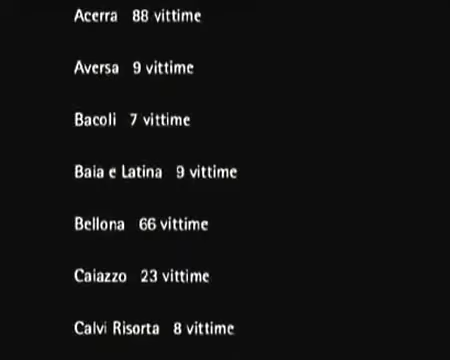 Acerra 88 vittime
Aversa 9 vittime
Bacoli 7 vittime
Baia e Latina 9 vittime
Bellona 66 vittime
Caiazzo 23 vittime
Calvi Risorta 8 vittime